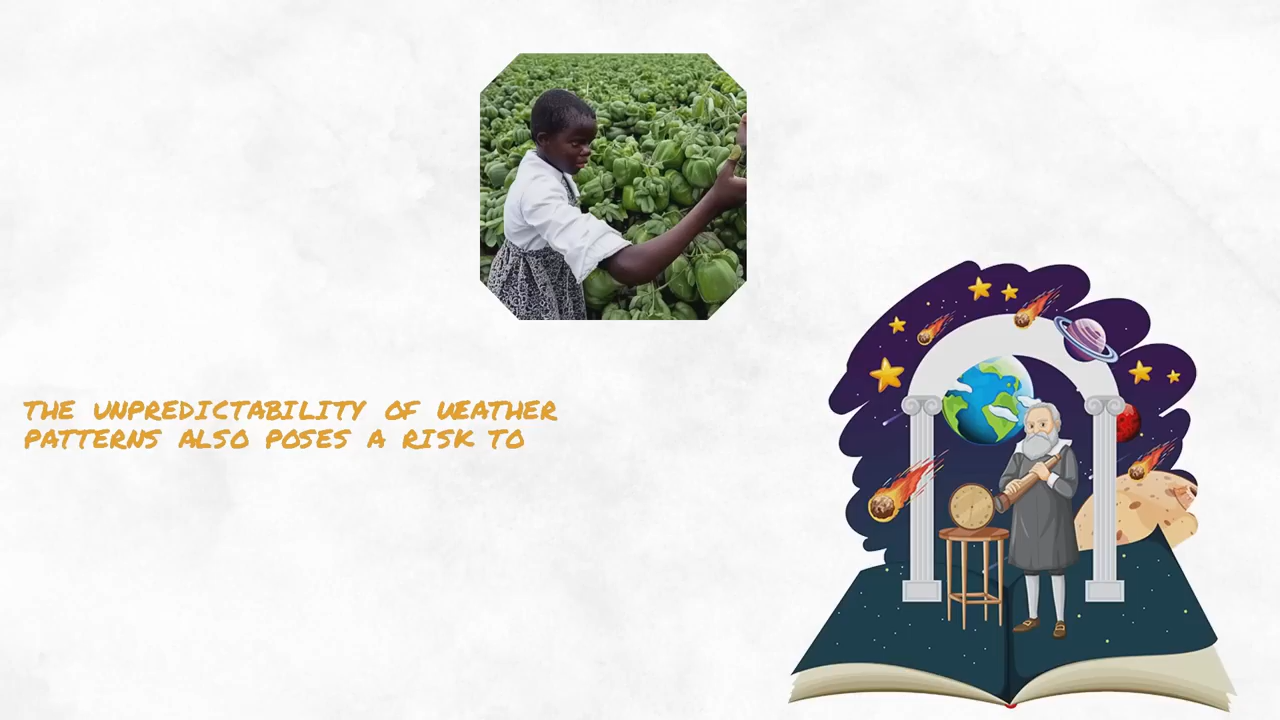 THE UNPREDICTABILITY OF WEATHER
PATTERNS ALSO POSES A RISK TO